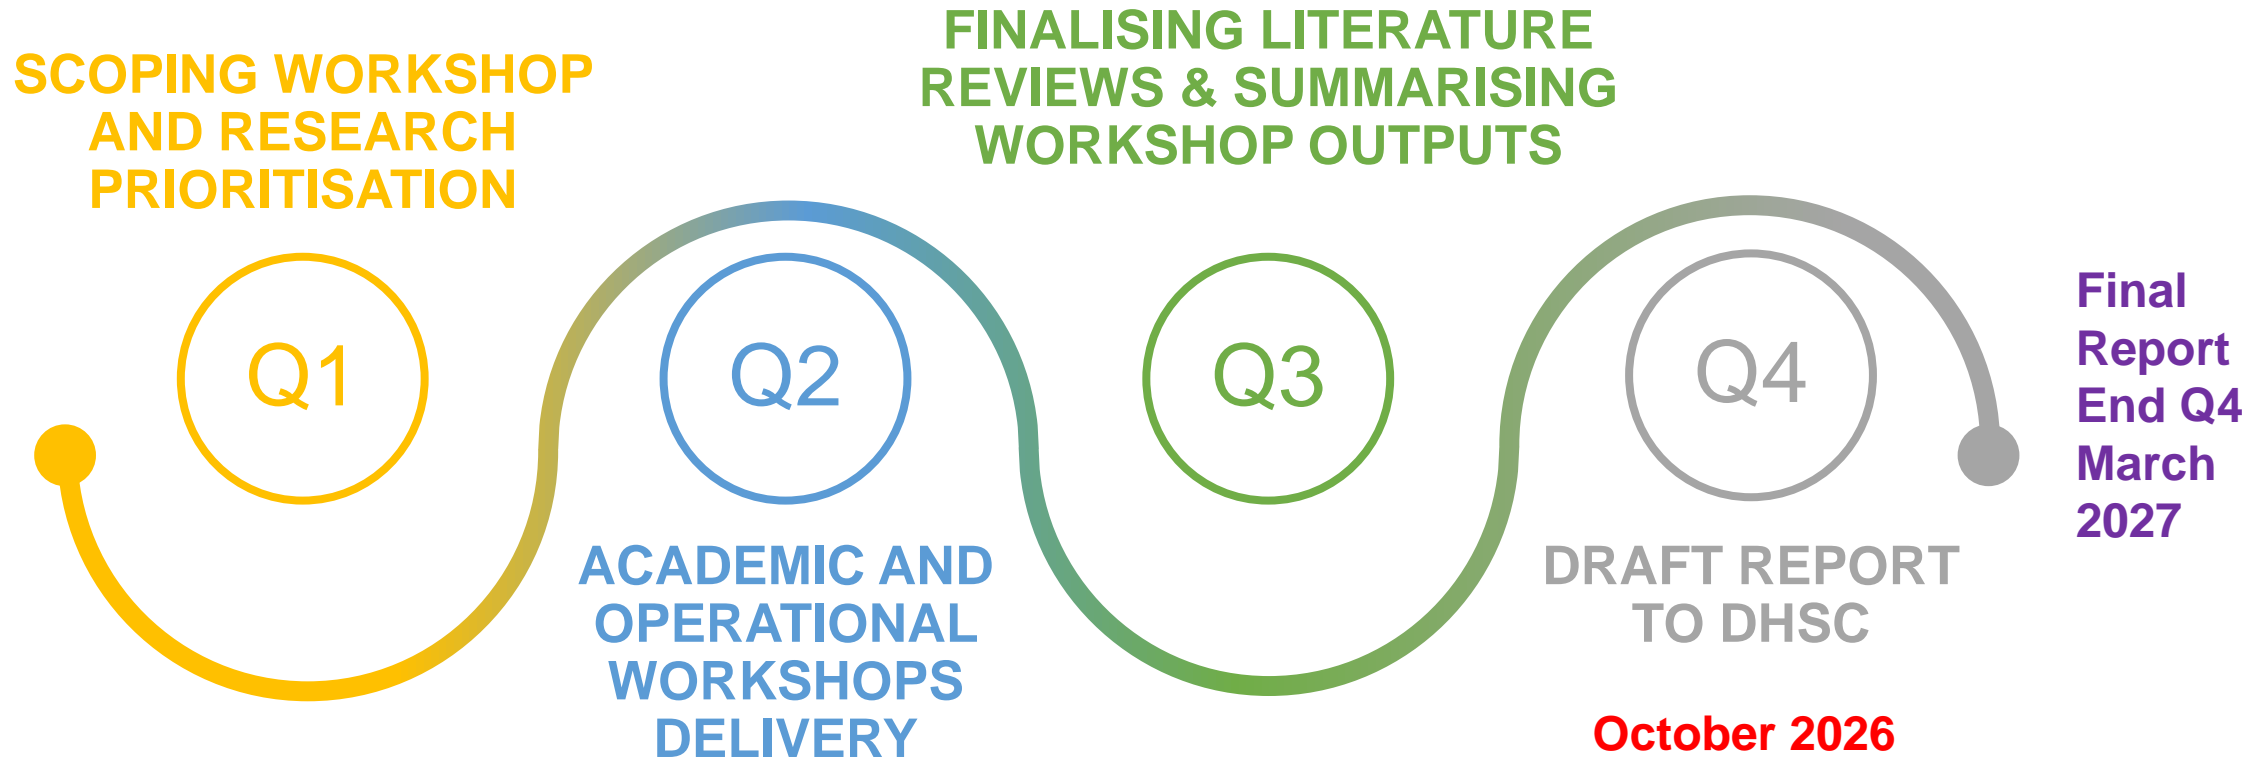 SCOPING WORKSHOP
AND RESEARCH
PRIORITISATION
Q1
Q2
ACADEMIC AND
OPERATIONAL
WORKSHOPS
DELIVERY
FINALISING LITERATURE
REVIEWS & SUMMARISING
WORKSHOP OUTPUTS
Q3
Q4
DRAFT REPORT
TO DHSC
October 2026
Final
Report
End Q4
March
2027